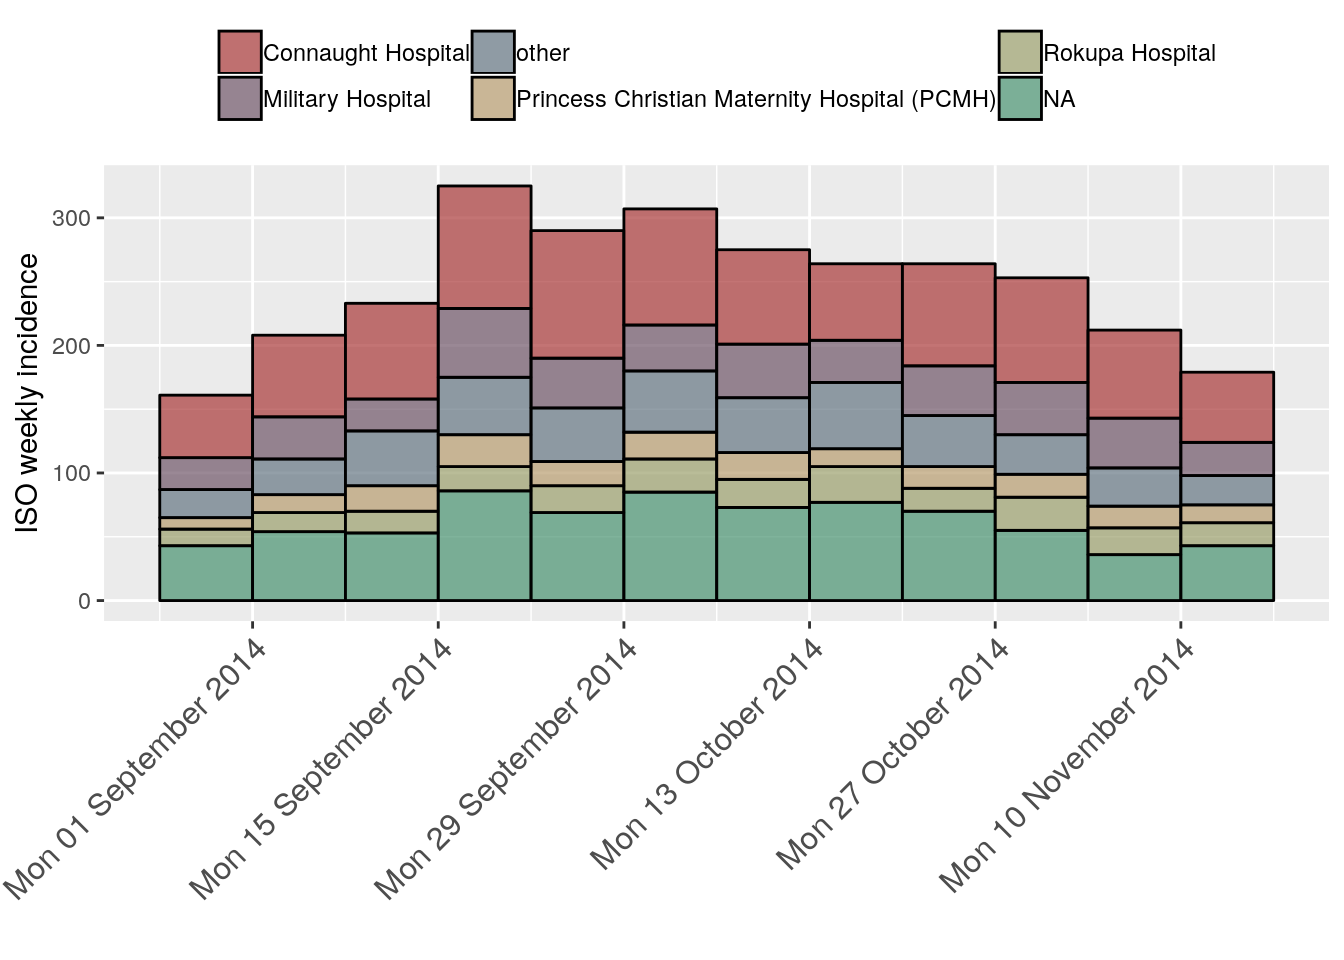 Connaught Hospital other Rokupa Hospital
Military Hospital Princess Christian Maternity Hospital (PCMH) NA
ISO weekly incidence
300
200
100
0
Mon 01 September 2014
Mon 15 September 2014
Mon 29 September 2014
Mon 13 October 2014
Mon 27 October 2014
Mon 10 November 2014